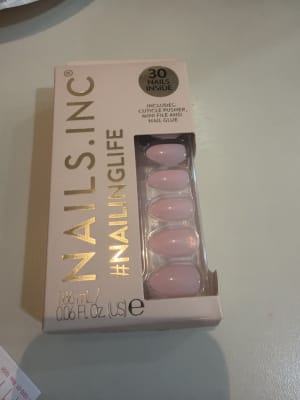 NAILS.INC®
#NAILINGLIFE
30
NAILS
INSIDE
INCLUDES:
CUTICLE PUSHER,
MINI FILE AND
NAIL GLUE
0.06 FL. Oz. (US) e